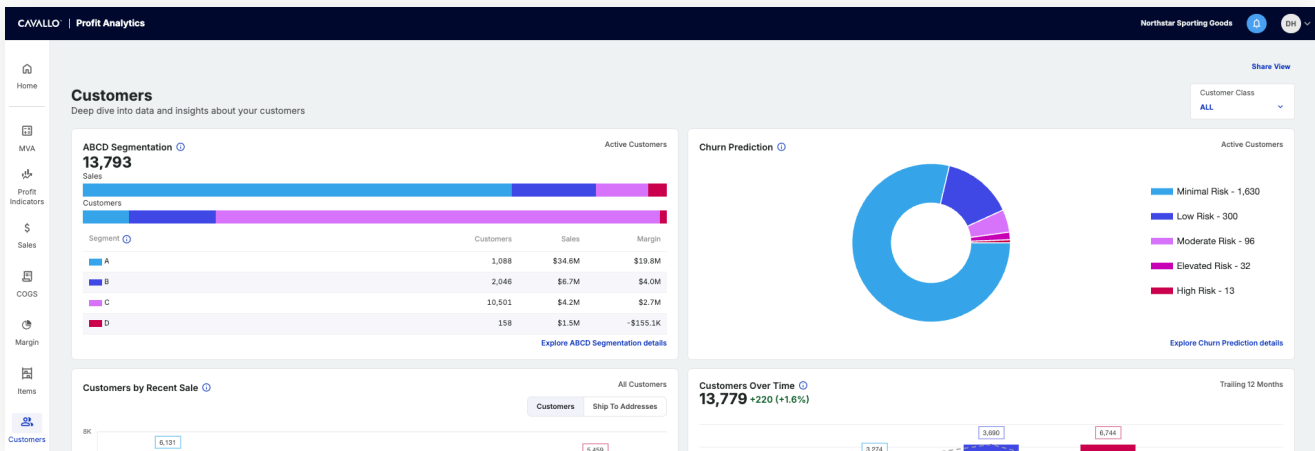 CAVALLO | Profit Analytics
Northstar Sporting Goods
DH
Home
MVA
Profit Indicators
Sales
COGS
Margin
Items
Customers
Share View
Customers
Deep dive into data and insights about your customers
Customer Class
ALL
ABCD Segmentation
Active Customers
13,793
Sales
Customers
Segment Customers Sales Margin
A 1,088 $34.6M $19.8M
B 2,046 $6.7M $4.0M
C 10,501 $4.2M $2.7M
D 158 $1.5M -$155.1K
Explore ABCD Segmentation details
Churn Prediction
Active Customers
Minimal Risk - 1,630
Low Risk - 300
Moderate Risk - 96
Elevated Risk - 32
High Risk - 13
Explore Churn Prediction details
Customers by Recent Sale
All Customers
Customers Ship To Addresses
8K
6,131
5,459
Customers Over Time
Trailing 12 Months
13,779 +220 (+1.6%)
3,274
3,690
6,744